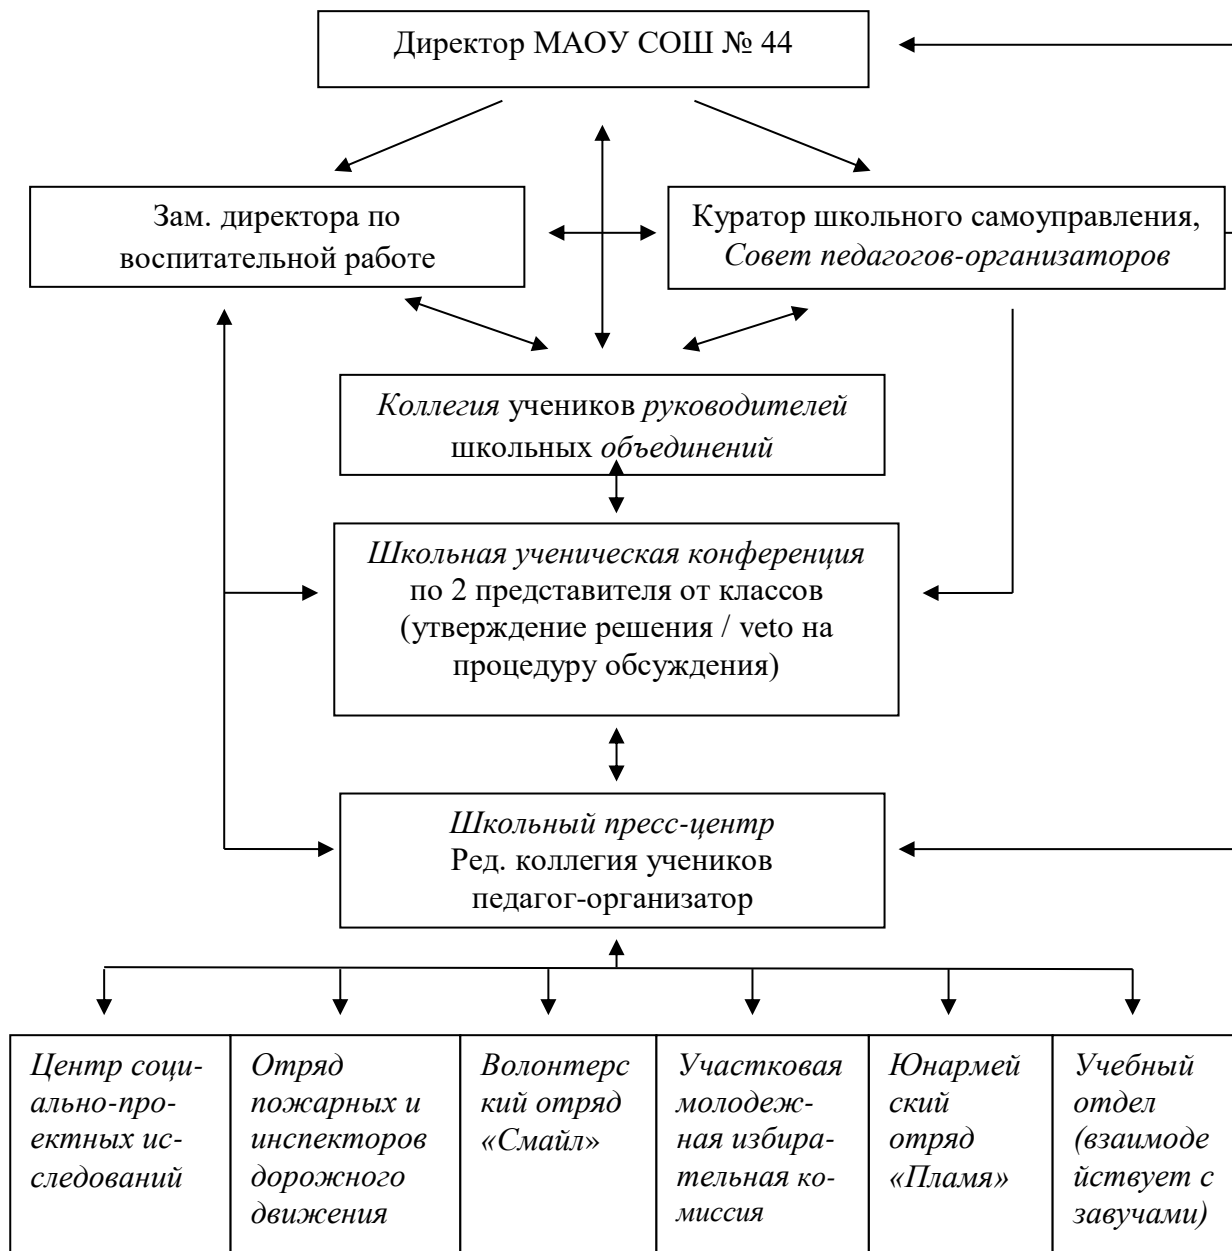 Директор МАОУ СОШ № 44
Зам. директора по
воспитательной работе
Куратор школьного самоуправления,
Совет педагогов-организаторов
Коллегия учеников руководителей
школьных объединений
Школьная ученическая конференция
по 2 представителя от классов
(утверждение решения / veto на
процедуру обсуждения)
Школьный пресс-центр
Ред. коллегия учеников
педагог-организатор
Центр соци-
ально-про-
ектных ис-
следований
Отряд
пожарных и
инспекторов
дорожного
движения
Волонтерс
кий отряд
«Смайл»
Участковая
молодеж-
ная избира-
тельная ко-
миссия
Юнармей
ский
отряд
«Пламя»
Учебный
отдел
(взаимоде
йствует с
завучами)